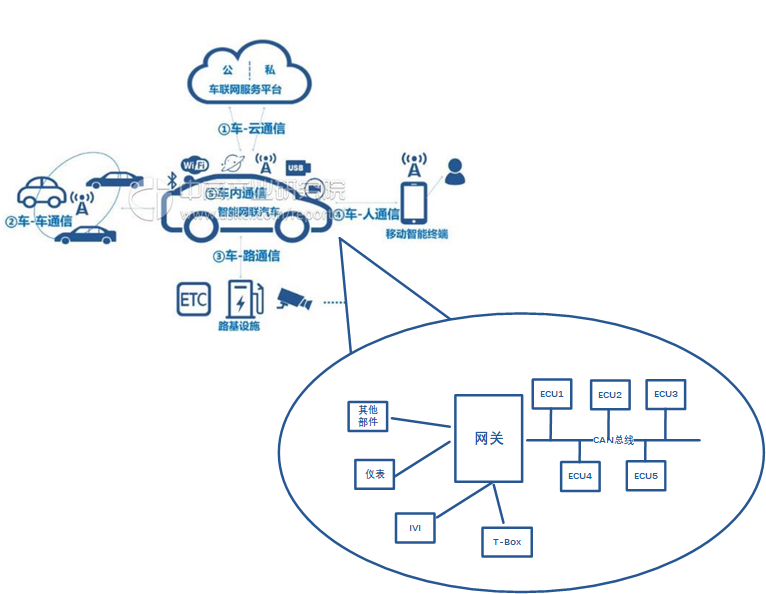 公 私
车联网服务平台
①车-云通信
WiFi
USB
⑤车内通信
智能网联汽车
②车-车通信
④车-人通信
移动智能终端
③车-路通信
ETC
路基设施
其他
部件
仪表
IVI
T-Box
网关
ECU1
ECU2
ECU3
CAN总线
ECU4
ECU5